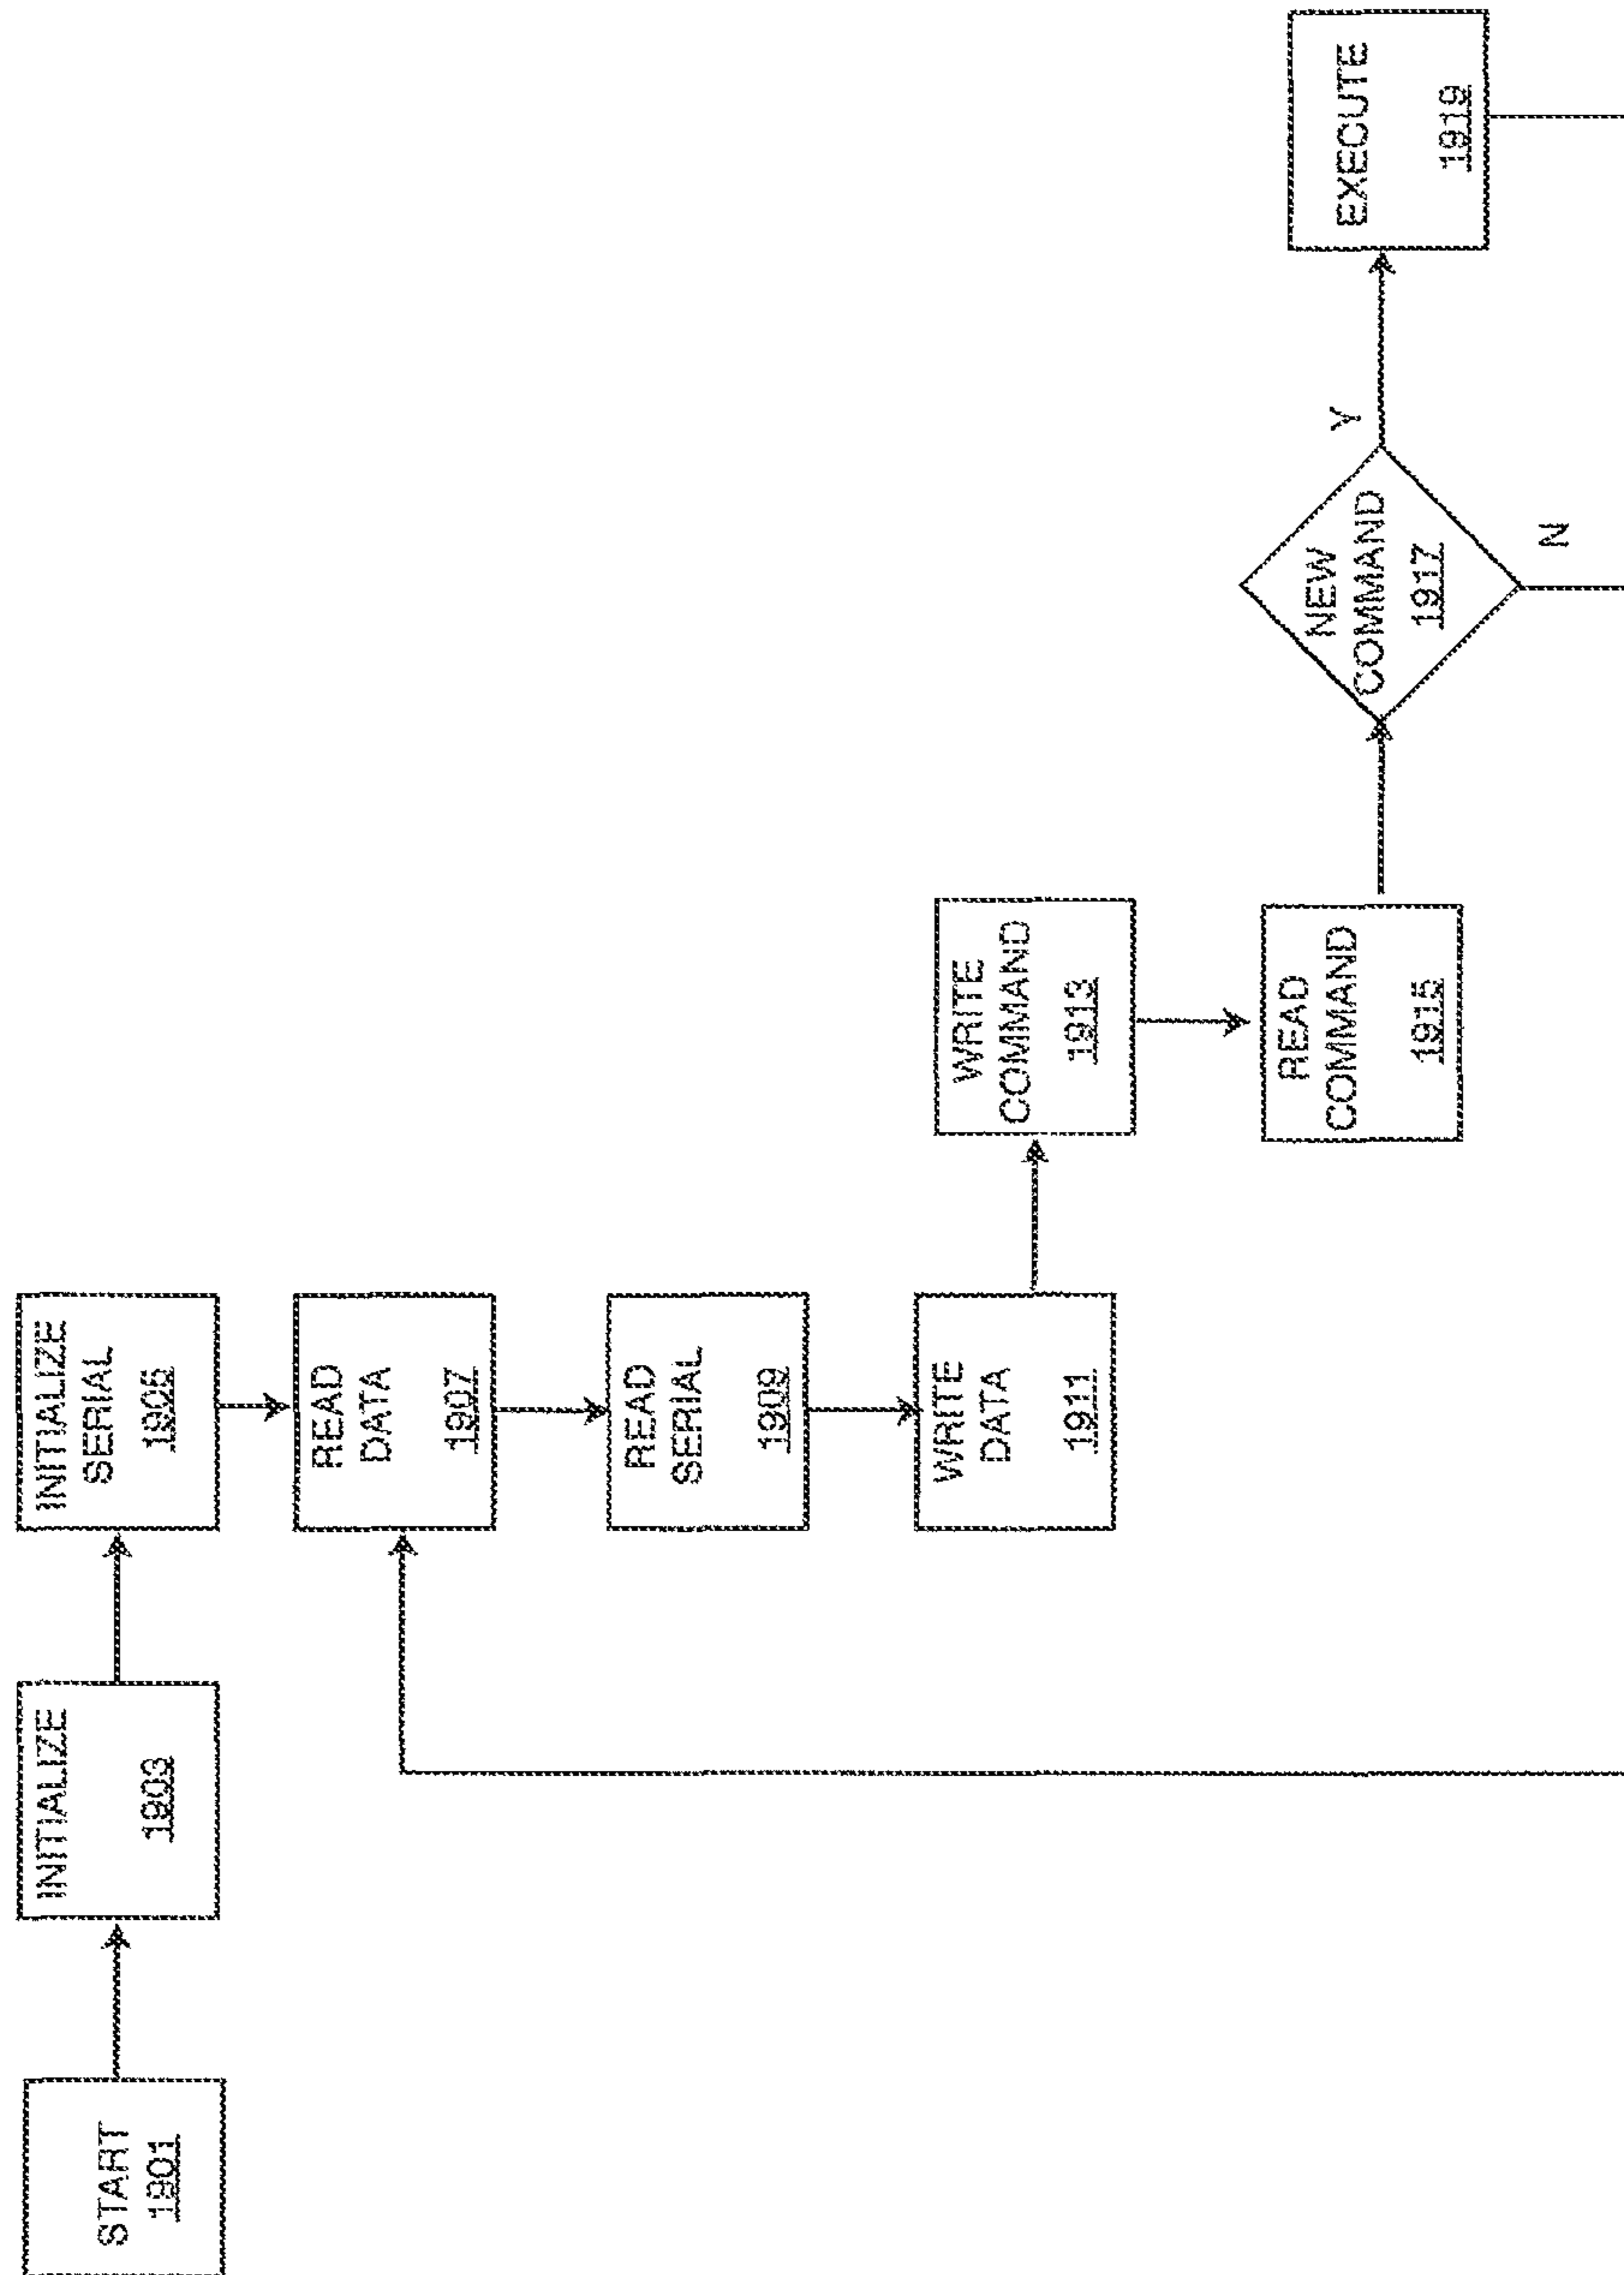 START
1901
INITIALIZE
1903
INITIALIZE
SERIAL
1905
READ
DATA
1907
READ
SERIAL
1909
WRITE
DATA
1911
WRITE
COMMAND
1913
READ
COMMAND
1915
NEW
COMMAND
1917
Y
N
EXECUTE
1919